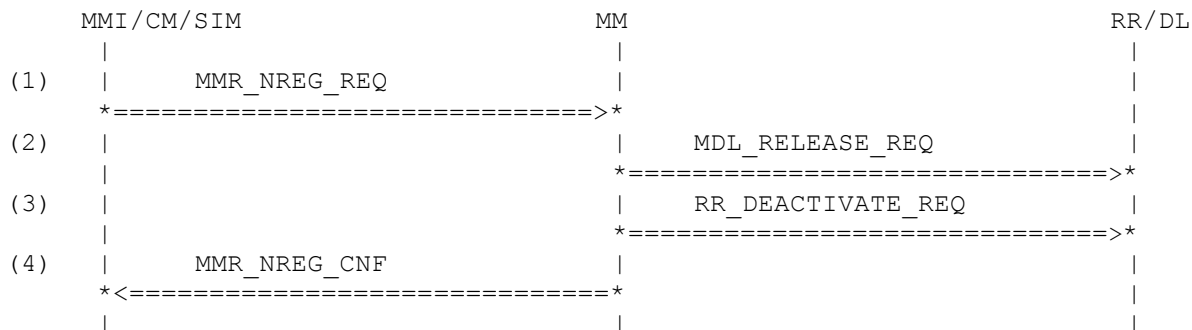 MMI/CM/SIM MM RR/DL
| | |
(1) | MMR_NREG_REQ | |
*==============================>* |
(2) | | MDL_RELEASE_REQ |
| *==============================>*
(3) | | RR_DEACTIVATE_REQ |
| *==============================>*
(4) | MMR_NREG_CNF | |
*<==============================* |
| | |